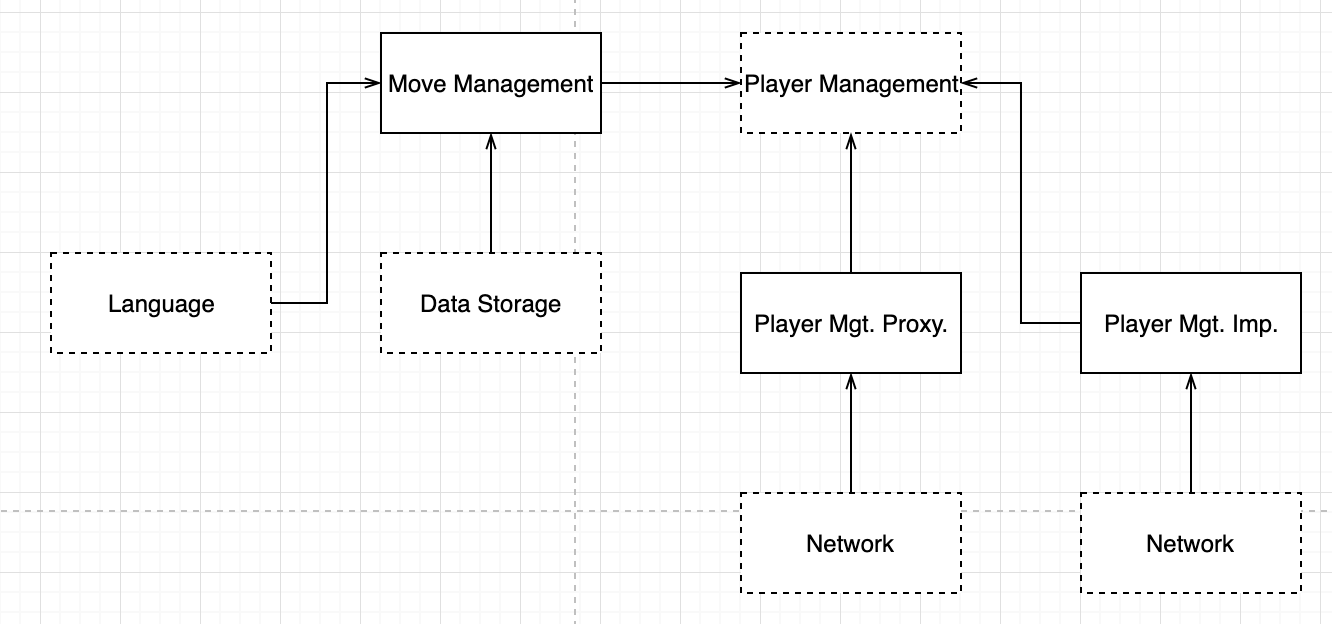 Move Management
Player Management
Language
Data Storage
Player Mgt. Proxy.
Player Mgt. Imp.
Network
Network